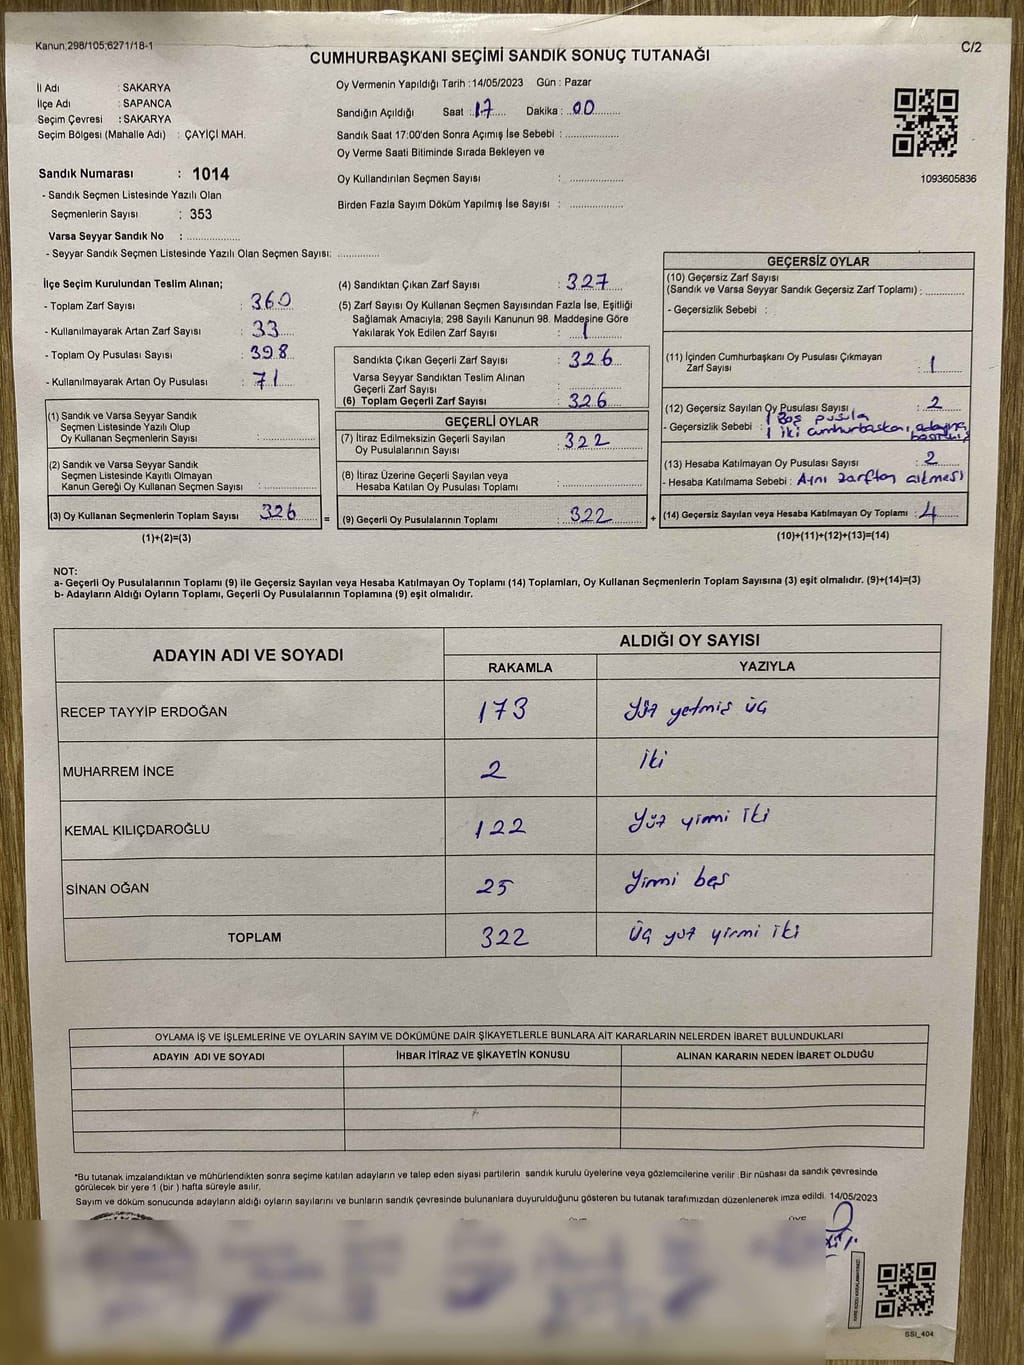 Kanun,298/105;6271/18-1
C/2
CUMHURBAŞKANI SEÇİMİ SANDIK SONUÇ TUTANAĞI
İl Adı : SAKARYA
İlçe Adı : SAPANCA
Seçim Çevresi : SAKARYA
Seçim Bölgesi (Mahalle Adı) : ÇAYİÇİ MAH.
Sandık Numarası : 1014
- Sandık Seçmen Listesinde Yazılı Olan
Seçmenlerin Sayısı : 353
Varsa Seyyar Sandık No : ..................
- Seyyar Sandık Seçmen Listesinde Yazılı Olan Seçmen Sayısı: ..............
Oy Vermenin Yapıldığı Tarih : 14/05/2023 Gün : Pazar
Sandığın Açıldığı Saat : 17 Dakika : 00
Sandık Saat 17:00'den Sonra Açımış İse Sebebi : ..................
Oy Verme Saati Bitiminde Sırada Bekleyen ve
Oy Kullandırılan Seçmen Sayısı : ..................
Birden Fazla Sayım Döküm Yapılmış İse Sayısı : ..................
1093605836
İlçe Seçim Kurulundan Teslim Alınan;
- Toplam Zarf Sayısı : 360
- Kullanılmayarak Artan Zarf Sayısı : 33
- Toplam Oy Pusulası Sayısı : 398
- Kullanılmayarak Artan Oy Pusulası : 71
(1) Sandık ve Varsa Seyyar Sandık
Seçmen Listesinde Yazılı Olup
Oy Kullanan Seçmenlerin Sayısı : ..................
(2) Sandık ve Varsa Seyyar Sandık
Seçmen Listesinde Kayıtlı Olmayan
Kanun Gereği Oy Kullanan Seçmen Sayısı : ..................
(3) Oy Kullanan Seçmenlerin Toplam Sayısı 326 =
(1)+(2)=(3)
(4) Sandıktan Çıkan Zarf Sayısı : 327
(5) Zarf Sayısı Oy Kullanan Seçmen Sayısından Fazla İse, Eşitliği
Sağlamak Amacıyla; 298 Sayılı Kanunun 98. Maddesine Göre
Yakılarak Yok Edilen Zarf Sayısı : 1
Sandıkta Çıkan Geçerli Zarf Sayısı : 326
Varsa Seyyar Sandıktan Teslim Alınan
Geçerli Zarf Sayısı : ..................
(6) Toplam Geçerli Zarf Sayısı : 326
GEÇERLİ OYLAR
(7) İtiraz Edilmeksizin Geçerli Sayılan
Oy Pusulalarının Sayısı : 322
(8) İtiraz Üzerine Geçerli Sayılan veya
Hesaba Katılan Oy Pusulası Toplamı : ..................
(9) Geçerli Oy Pusulalarının Toplamı : 322 +
GEÇERSİZ OYLAR
(10) Geçersiz Zarf Sayısı
(Sandık ve Varsa Seyyar Sandık Geçersiz Zarf Toplamı) : ............
- Geçersizlik Sebebi :
(11) İçinden Cumhurbaşkanı Oy Pusulası Çıkmayan
Zarf Sayısı : 1
(12) Geçersiz Sayılan Oy Pusulası Sayısı : 2
1 Boş pusula
- Geçersizlik Sebebi : 1 iki cumhurbaşkanı, adayına
basılmış
(13) Hesaba Katılmayan Oy Pusulası Sayısı : 2
- Hesaba Katılmama Sebebi : Aynı zarftan çıkması
(14) Geçersiz Sayılan veya Hesaba Katılmayan Oy Toplamı : 4
(10)+(11)+(12)+(13)=(14)
NOT:
a- Geçerli Oy Pusulalarının Toplamı (9) ile Geçersiz Sayılan veya Hesaba Katılmayan Oy Toplamı (14) Toplamları, Oy Kullanan Seçmenlerin Toplam Sayısına (3) eşit olmalıdır. (9)+(14)=(3)
b- Adayların Aldığı Oyların Toplamı, Geçerli Oy Pusulalarının Toplamına (9) eşit olmalıdır.
ADAYIN ADI VE SOYADI ALDIĞI OY SAYISI
RAKAMLA YAZIYLA
RECEP TAYYİP ERDOĞAN 173 Yüz yetmiş üç
MUHARREM İNCE 2 İki
KEMAL KILIÇDAROĞLU 122 Yüz yirmi iki
SİNAN OĞAN 25 Yirmi beş
TOPLAM 322 Üç yüz yirmi iki
OYLAMA İŞ VE İŞLEMLERİNE VE OYLARIN SAYIM VE DÖKÜMÜNE DAİR ŞİKAYETLERLE BUNLARA AİT KARARLARIN NELERDEN İBARET BULUNDUKLARI
ADAYIN ADI VE SOYADI İHBAR İTİRAZ VE ŞİKAYETİN KONUSU ALINAN KARARIN NEDEN İBARET OLDUĞU
*Bu tutanak imzalandıktan ve mühürlendikten sonra seçime katılan adayların ve talep eden siyasi partilerin sandık kurulu üyelerine veya gözlemcilerine verilir. Bir nüshası da sandık çevresinde
görülecek bir yere 1 (bir ) hafta süreyle asılır.
Sayım ve döküm sonucunda adayların aldığı oyların sayılarını ve bunların sandık çevresinde bulunanlara duyurulduğunu gösteren bu tutanak tarafımızdan düzenlenerek imza edildi. 14/05/2023
ÜYE
SSI_404